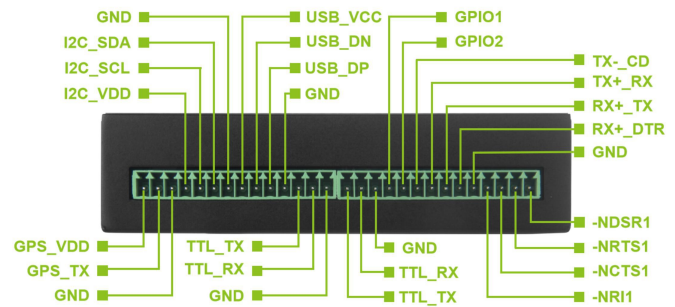 GND
USB_VCC
GPIO1
I2C_SDA
USB_DN
GPIO2
I2C_SCL
USB_DP
TX-_CD
I2C_VDD
GND
TX+_RX
RX+_TX
RX+_DTR
GND
-NDSR1
GPS_VDD
TTL_TX
GND
-NRTS1
GPS_TX
TTL_RX
TTL_RX
-NCTS1
GND
GND
TTL_TX
-NRI1